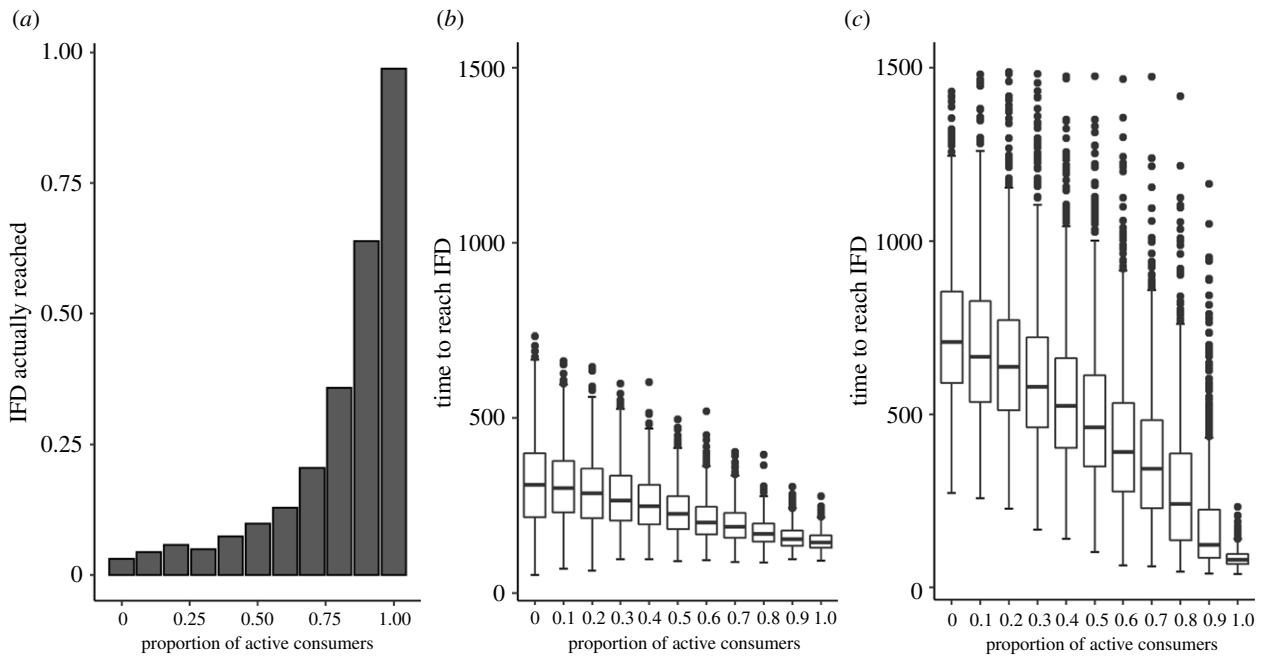 (a)
(b)
(c)
IFD actually reached
1.00
0.75
0.50
0.25
0
0 0.25 0.50 0.75 1.00
proportion of active consumers
time to reach IFD
1500
1000
500
0
0 0.1 0.2 0.3 0.4 0.5 0.6 0.7 0.8 0.9 1.0
proportion of active consumers
time to reach IFD
1500
1000
500
0
0 0.1 0.2 0.3 0.4 0.5 0.6 0.7 0.8 0.9 1.0
proportion of active consumers